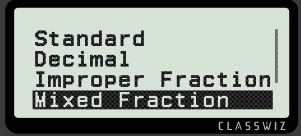 Standard
Decimal
Improper Fraction
Mixed Fraction
CLASSWIZ